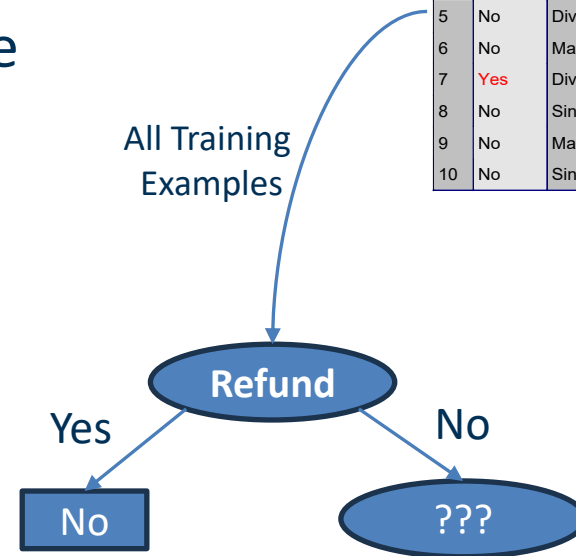 e
5 No Div
6 No Ma
7 Yes Div
8 No Sin
9 No Ma
10 No Sin
All Training
Examples
Refund
Yes
No
No
???